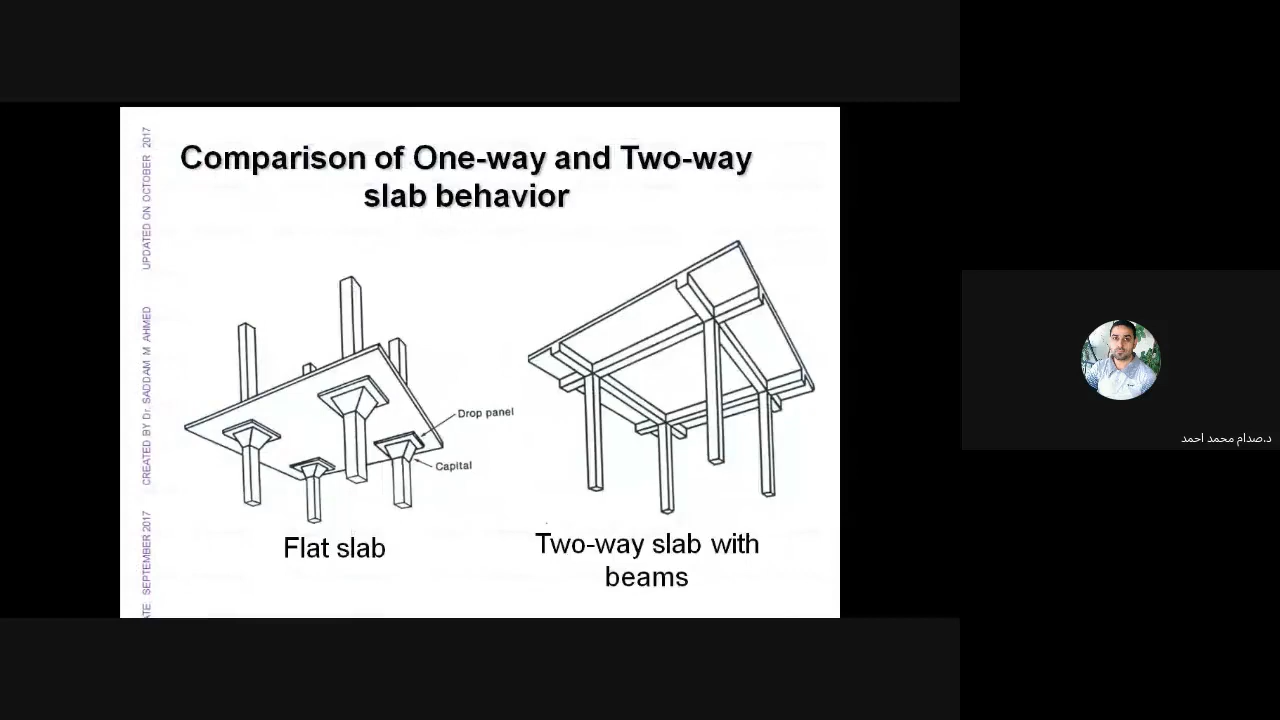 Comparison of One-way and Two-way
slab behavior
UPDATED ON OCTOBER 2017
CREATED BY Dr. SADDAM M AHMED
SEPTEMBER 2017
Drop panel
Capital
Flat slab
Two-way slab with
beams
د.صدام محمد احمد